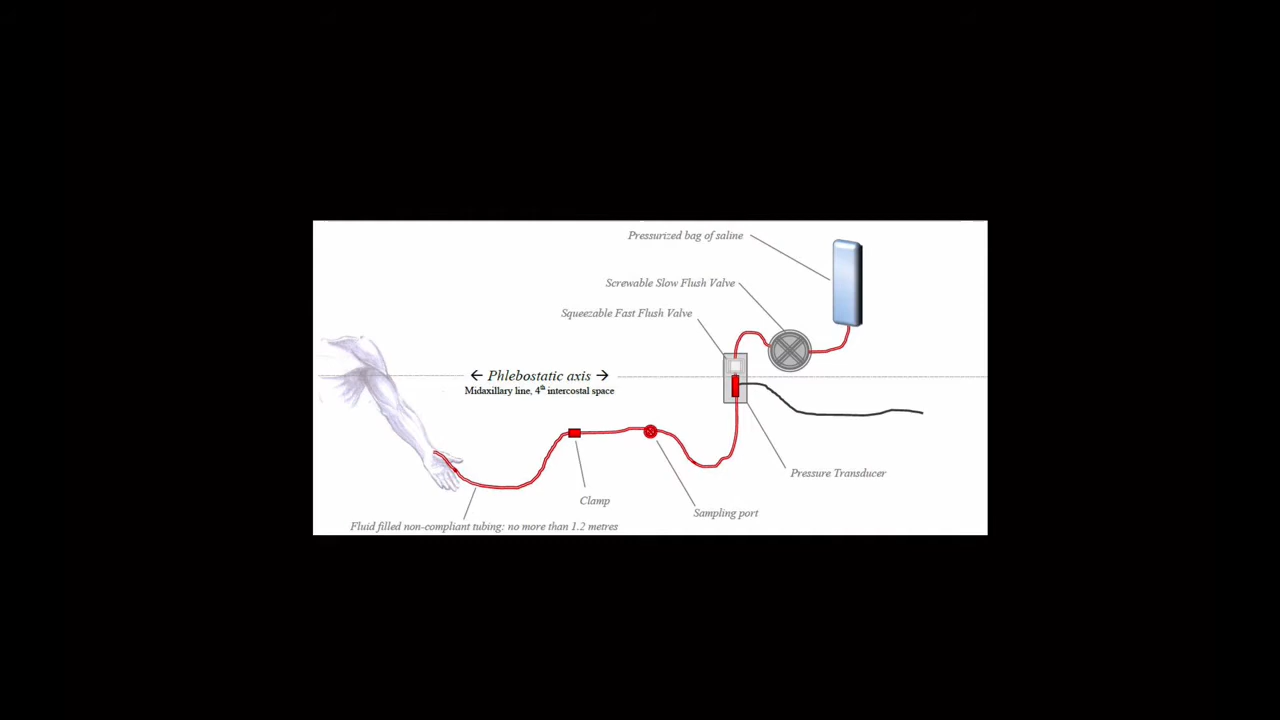 Pressurized bag of saline
Screwable Slow Flush Valve
Squeezable Fast Flush Valve
← Phlebostatic axis →
Midaxillary line, 4th intercostal space
Pressure Transducer
Clamp
Sampling port
Fluid filled non-compliant tubing: no more than 1.2 metres